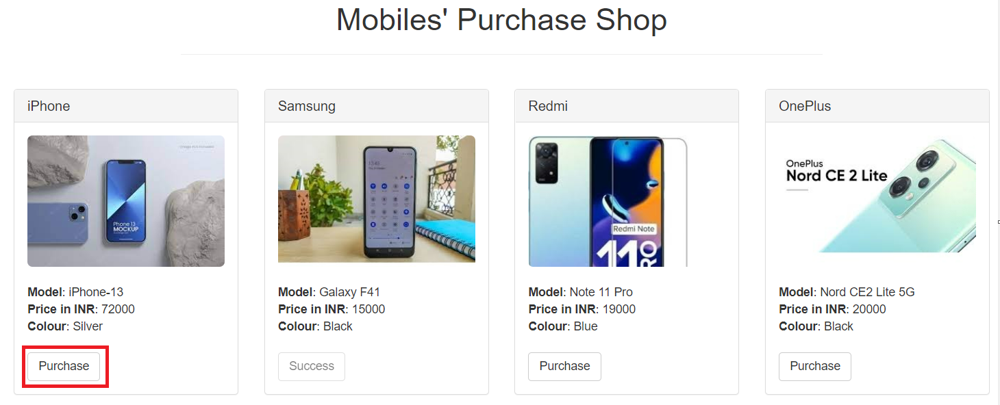 Mobiles' Purchase Shop
iPhone
Phone 13
MOCKUP
Model: iPhone-13
Price in INR: 72000
Colour: Silver
Purchase
Samsung
13:45
Model: Galaxy F41
Price in INR: 15000
Colour: Black
Success
Redmi
Redmi Note
11 PRO
Model: Note 11 Pro
Price in INR: 19000
Colour: Blue
Purchase
OnePlus
OnePlus
Nord CE 2 Lite
Model: Nord CE2 Lite 5G
Price in INR: 20000
Colour: Black
Purchase